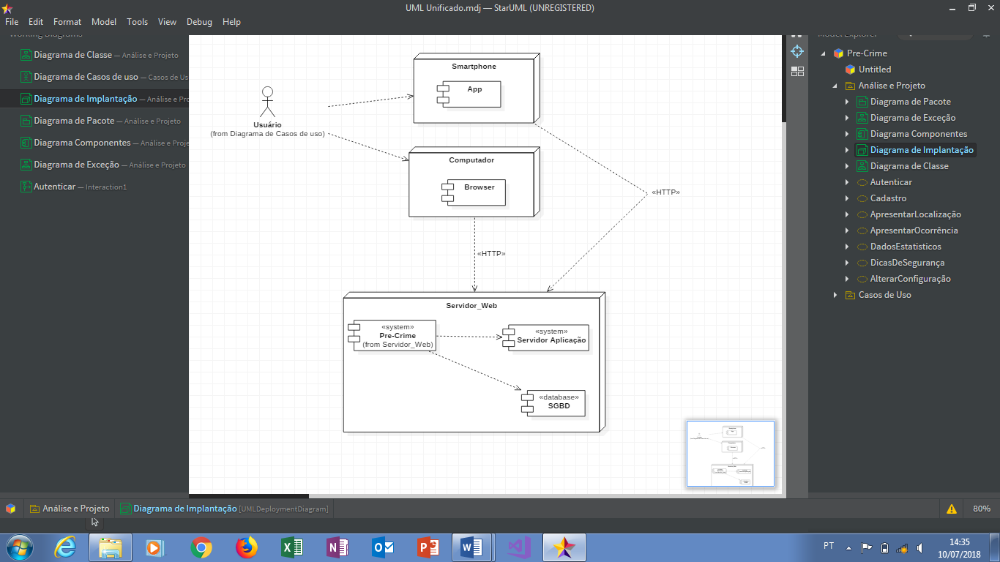 UML Unificado.mdj — StarUML (UNREGISTERED)
File Edit Format Model Tools View Debug Help
Working Diagrams
Diagrama de Classe — Análise e Projeto
Diagrama de Casos de uso — Casos de Us
Diagrama de Implantação — Análise e Pro
Diagrama de Pacote — Análise e Projeto
Diagrama Componentes — Análise e Proje
Diagrama de Exceção — Análise e Projeto
Autenticar — Interaction1
Smartphone
App
Usuário
(from Diagrama de Casos de uso)
Computador
Browser
«HTTP»
«HTTP»
Servidor_Web
«system»
Pre-Crime
(from Servidor_Web)
«system»
Servidor Aplicação
«database»
SGBD
Model Explorer
Pre-Crime
Untitled
Análise e Projeto
Diagrama de Pacote
Diagrama de Exceção
Diagrama Componentes
Diagrama de Implantação
Diagrama de Classe
Autenticar
Cadastro
ApresentarLocalização
ApresentarOcorrência
DadosEstatisticos
DicasDeSegurança
AlterarConfiguração
Casos de Uso
Análise e Projeto
Diagrama de Implantação [UMLDeploymentDiagram]
80%
PT
14:35
10/07/2018